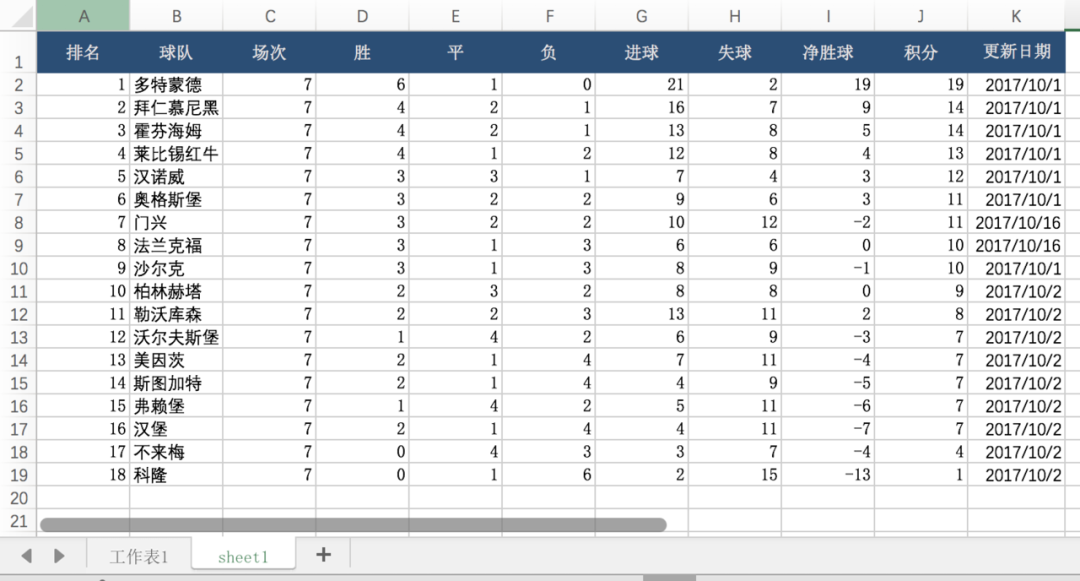 A B C D E F G H I J K
1 排名 球队 场次 胜 平 负 进球 失球 净胜球 积分 更新日期
2 1 多特蒙德 7 6 1 0 21 2 19 19 2017/10/1
3 2 拜仁慕尼黑 7 4 2 1 16 7 9 14 2017/10/1
4 3 霍芬海姆 7 4 2 1 13 8 5 14 2017/10/1
5 4 莱比锡红牛 7 4 1 2 12 8 4 13 2017/10/1
6 5 汉诺威 7 3 3 1 7 4 3 12 2017/10/1
7 6 奥格斯堡 7 3 2 2 9 6 3 11 2017/10/1
8 7 门兴 7 3 2 2 10 12 -2 11 2017/10/16
9 8 法兰克福 7 3 1 3 6 6 0 10 2017/10/16
10 9 沙尔克 7 3 1 3 8 9 -1 10 2017/10/1
11 10 柏林赫塔 7 2 3 2 8 8 0 9 2017/10/2
12 11 勒沃库森 7 2 2 3 13 11 2 8 2017/10/2
13 12 沃尔夫斯堡 7 1 4 2 6 9 -3 7 2017/10/2
14 13 美因茨 7 2 1 4 7 11 -4 7 2017/10/2
15 14 斯图加特 7 2 1 4 4 9 -5 7 2017/10/2
16 15 弗赖堡 7 1 4 2 5 11 -6 7 2017/10/2
17 16 汉堡 7 2 1 4 4 11 -7 7 2017/10/2
18 17 不来梅 7 0 4 3 3 7 -4 4 2017/10/2
19 18 科隆 7 0 1 6 2 15 -13 1 2017/10/2
20
21
工作表1 sheet1 +